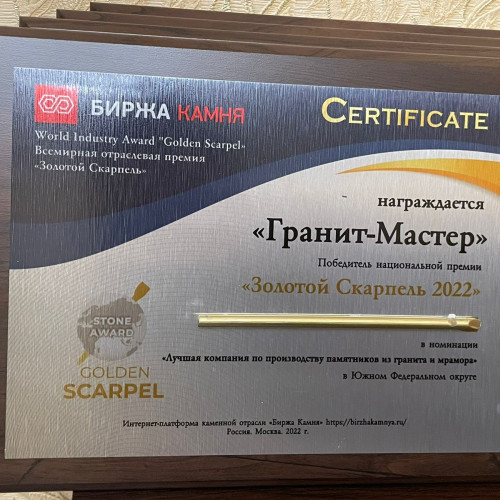 БИРЖА КАМНЯ
CERTIFICATE
World Industry Award "Golden Scarpel»
Всемирная отраслевая премия
«Золотой Скарпель»
награждается
«Гранит-Мастер»
Победитель национальной премии
«Золотой Скарпель 2022»
STONE
AWARD
GOLDEN
SCARPEL
в номинации
«Лучшая компания по производству памятников из гранита и мрамора»
в Южном Федеральном округе
Интернет-платформа каменной отрасли «Биржа Камня» https://birzhakamnya.ru/
Россия. Москва. 2022 г.